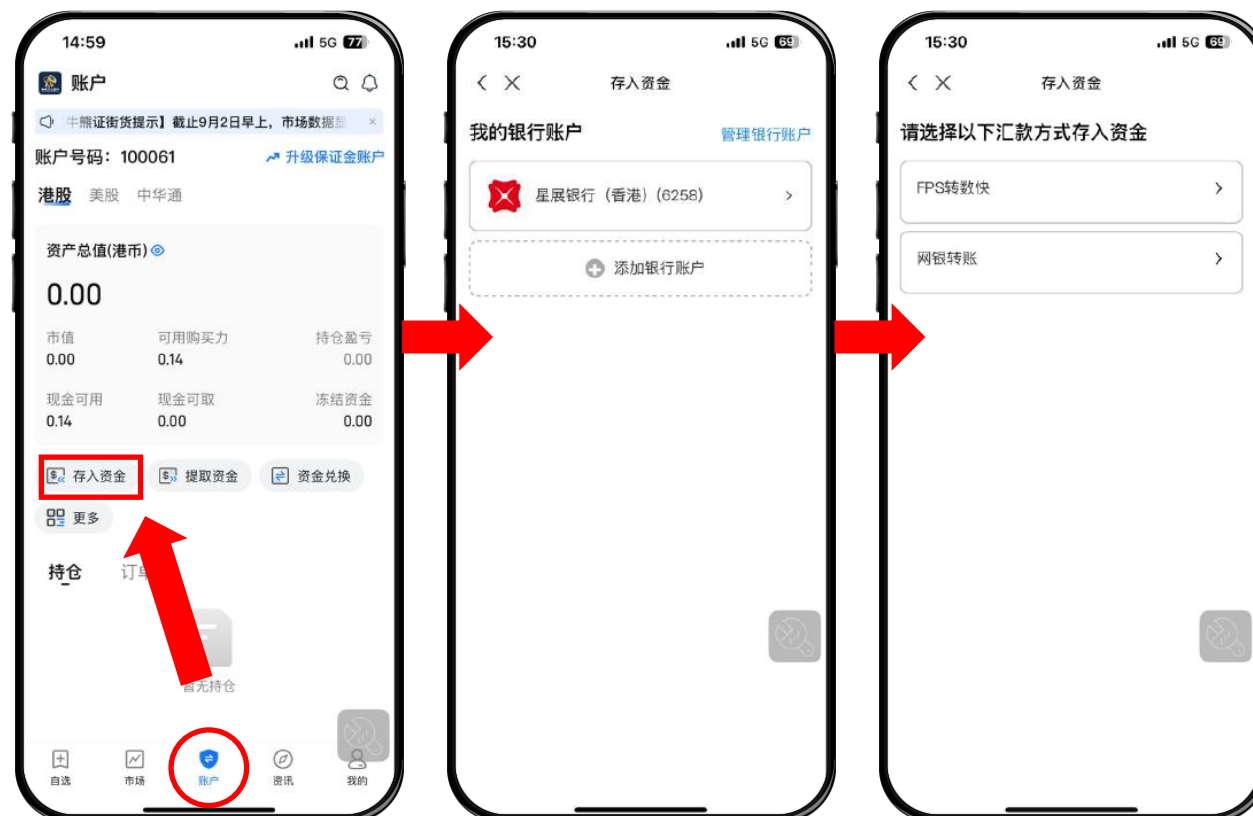 14:59
5G 77
账户
牛熊证街货提示】截止9月2日早上，市场数据
账户号码：100061
升级保证金账户
港股 美股 中华通
资产总值(港币)
0.00
市值 可用购买力 持仓盈亏
0.00 0.14 0.00
现金可用 现金可取 冻结资金
0.14 0.00 0.00
存入资金 提取资金 资金兑换
更多
持仓 订
暂无持仓
自选 市场 账户 资讯 我的
15:30
5G 69
存入资金
我的银行账户 管理银行账户
星展银行（香港）(6258)
添加银行账户
15:30
5G 69
存入资金
请选择以下汇款方式存入资金
FPS转数快
网银转账